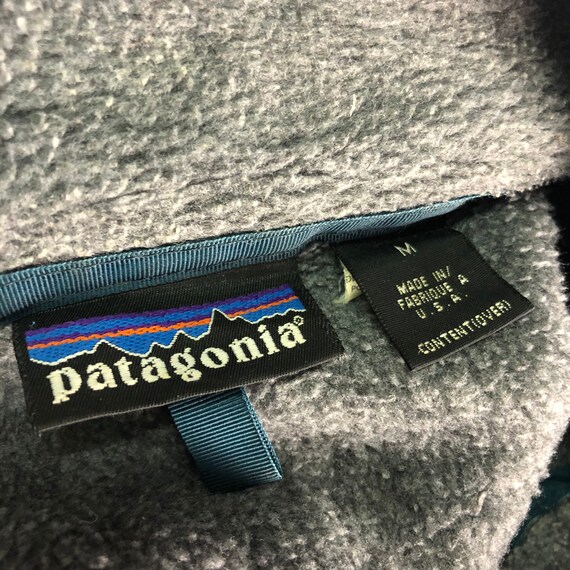 patagonia®
M
MADE IN/
FABRIQUE A
U.S.A.
CONTENT(OVER)